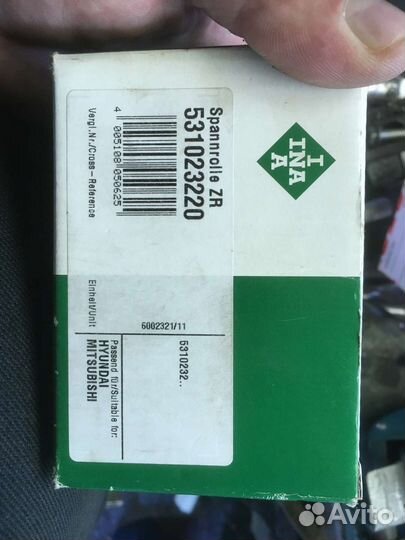 Spannrolle ZR
531023220
4 005108 050625
Vergl.Nr./Cross-Reference
Einheit/Unit
6002321/11
5310232..
Passend für/Suitable for:
HYUNDAI
MITSUBISHI
I
INA
A
Avito